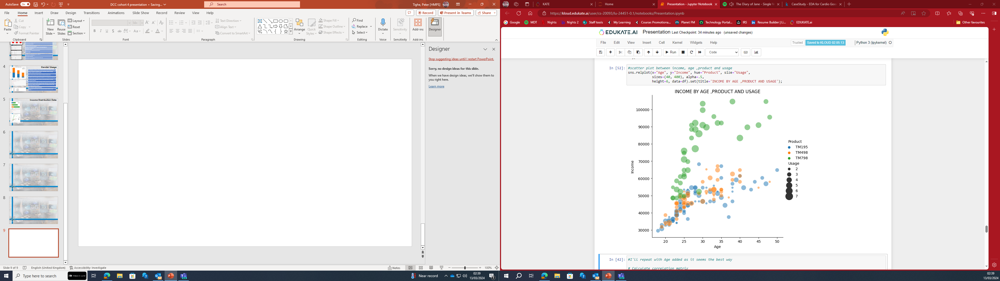 AutoSave On DCC cohort 4 presentation • Saving... Search Tighe, Peter [HMPS]
File Home Insert Draw Design Transitions Animations Slide Show Record Review View Help Record Present in Teams Share
Paste Cut Copy Format Painter
Clipboard
New Slides Reuse Slides Layout Reset Section
Slides
14+
Font
Text Direction Align Text Convert to SmartArt
Paragraph
Arrange Quick Styles Shape Fill Shape Outline Shape Effects
Drawing
Find Replace Select
Editing
Dictate
Voice
Sensitivity
Sensitivity
Add-ins
Add-ins
Designer
4 Gender Usage
5 Income Distribution Data
6
7
8
9
Designer
Stop suggesting ideas until I restart PowerPoint.
Sorry, no design ideas for this slide.
When we have design ideas, we'll show them to
you right here.
Learn more
Slide 9 of 9 English (United Kingdom) Accessibility: Investigate Notes 100%
Type here to search Near record 02:39
13/03/2024
KATE Home Presentation - Jupyter Notebook The Diary of Jane - Single V CaseStudy - EDA for Cardio Goo
https://kloud.edukate.ai/user/cs-20093/lu-24451-0.1/notebooks/Presentation.ipynb
Google MDT Nights Nights 2 Staff tools My Learning Course: Promotiona... Planet FM Technology Portal... IRS Resume Builder | Li... EDUKATE.ai Other favourites
EDUKATE.AI Presentation Last Checkpoint: 34 minutes ago (unsaved changes)
File Edit View Insert Cell Kernel Widgets Help Trusted Saved to KLOUD 02:05:13 Python 3 (ipykernel)
Run Code
In [52]: #scatter plot between income, age ,product and usage
sns.relplot(x="Age", y="Income", hue="Product", size="Usage",
sizes=(40, 400), alpha=.5,
height=6, data=df).set(title='INCOME BY AGE ,PRODUCT AND USAGE');
INCOME BY AGE ,PRODUCT AND USAGE
100000
90000
80000
70000
60000
50000
40000
30000
Income
20 25 30 35 40 45 50
Age
Product
TM195
TM498
TM798
Usage
2
3
4
5
6
7
In [42]: #I'll repeat with Age added as it seems the best way
# Calculate correlation matrix
02:39
13/03/2024